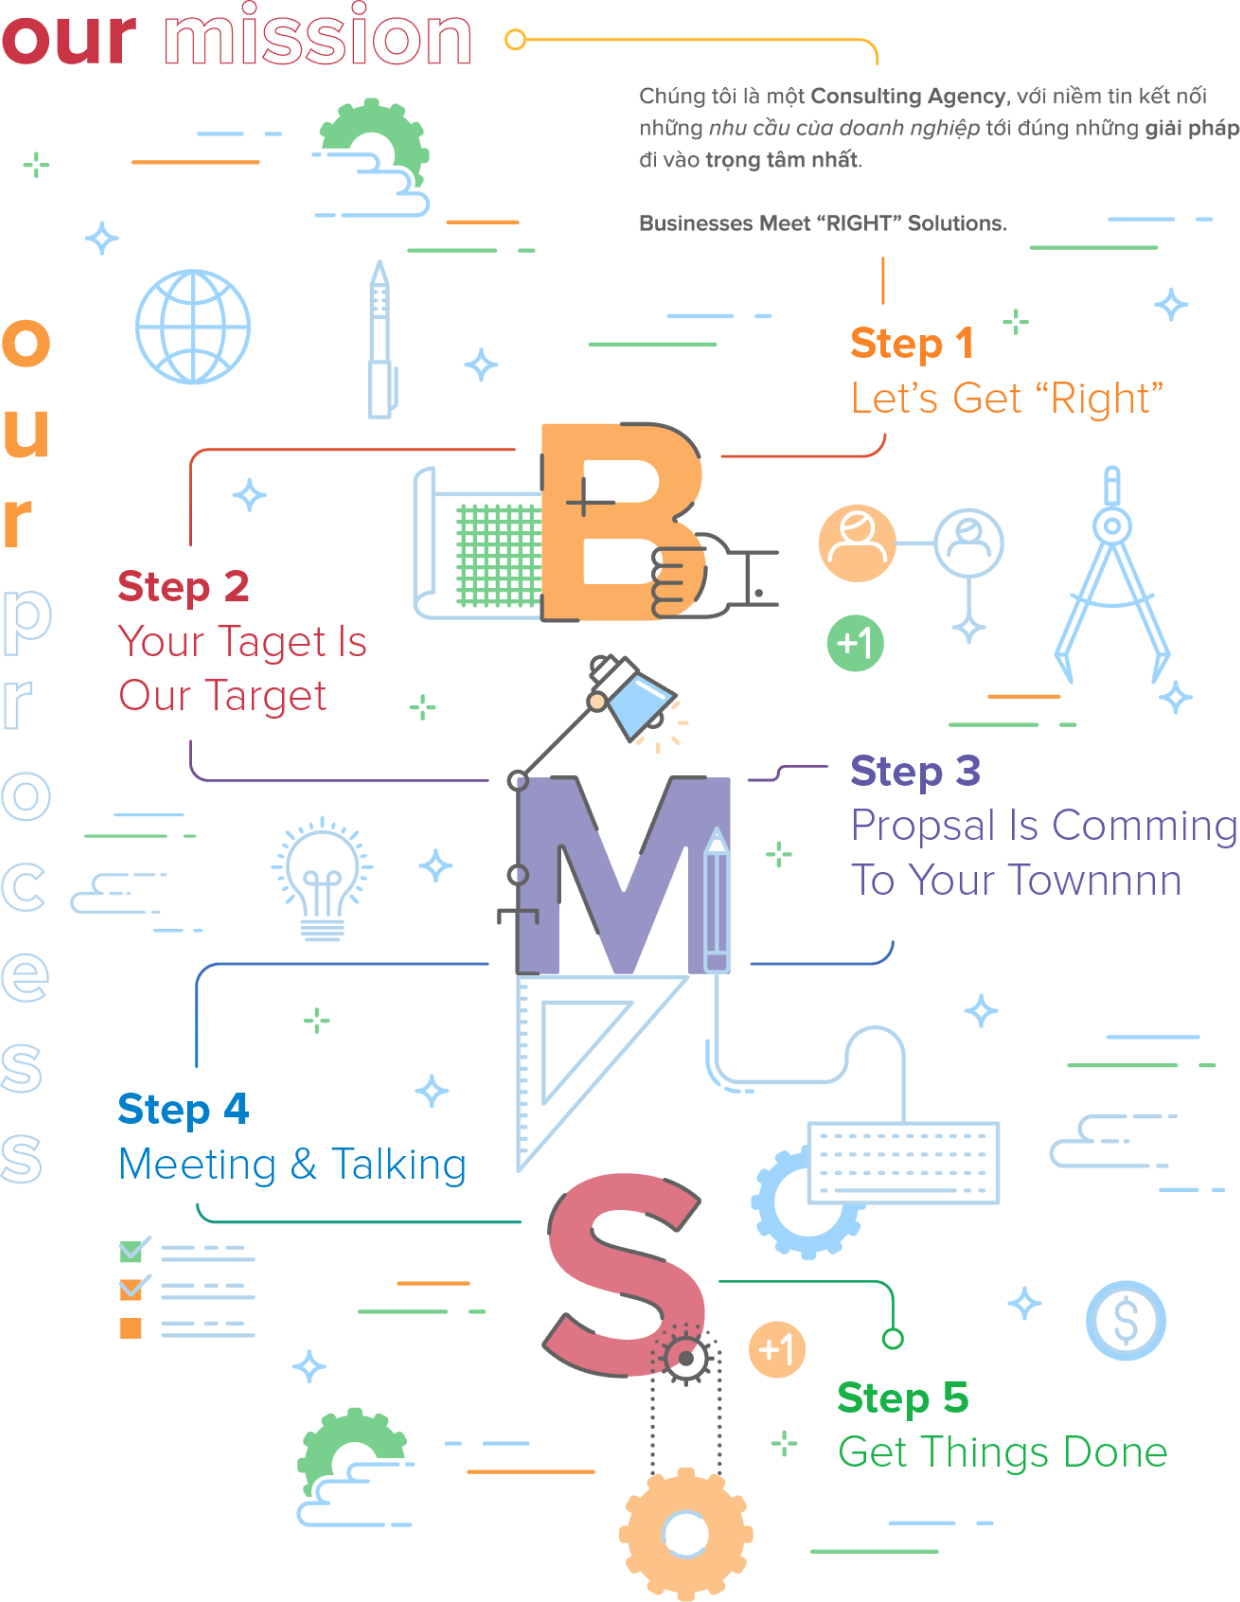 our mission
Chúng tôi là một Consulting Agency, với niềm tin kết nối
những nhu cầu của doanh nghiệp tới đúng những giải pháp
đi vào trọng tâm nhất.
Businesses Meet “RIGHT” Solutions.
our process
Step 1
Let’s Get “Right”
B
Step 2
Your Taget Is
Our Target
+1
M
Step 3
Propsal Is Comming
To Your Townnnn
Step 4
Meeting & Talking
S
$
+1
Step 5
Get Things Done